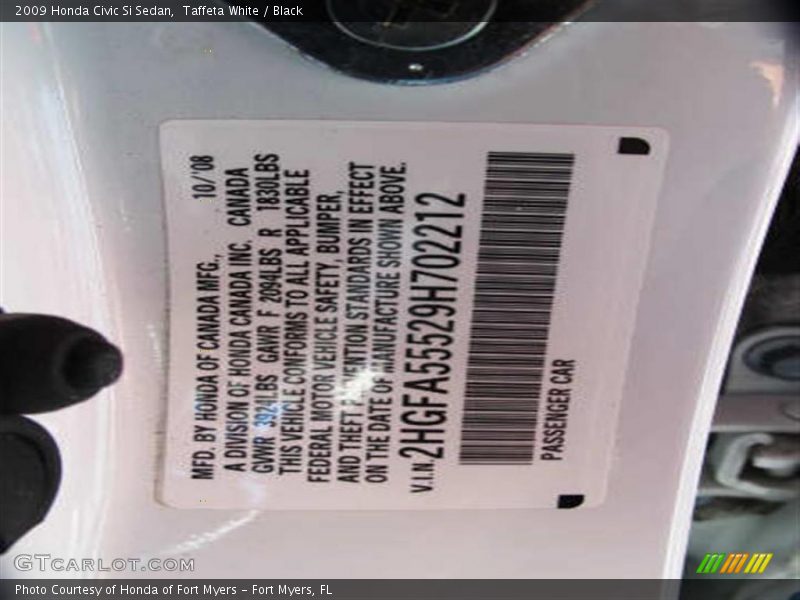 2009 Honda Civic Si Sedan, Taffeta White / Black
MFD. BY HONDA OF CANADA MFG., 10/'08
A DIVISION OF HONDA CANADA INC. CANADA
GVWR 3924LBS GAWR F 2094LBS R 1830LBS
THIS VEHICLE CONFORMS TO ALL APPLICABLE
FEDERAL MOTOR VEHICLE SAFETY, BUMPER,
AND THEFT PREVENTION STANDARDS IN EFFECT
ON THE DATE OF MANUFACTURE SHOWN ABOVE.
V.I.N. 2HGFA55529H702212
PASSENGER CAR
GTCARLOT.COM
Photo Courtesy of Honda of Fort Myers – Fort Myers, FL